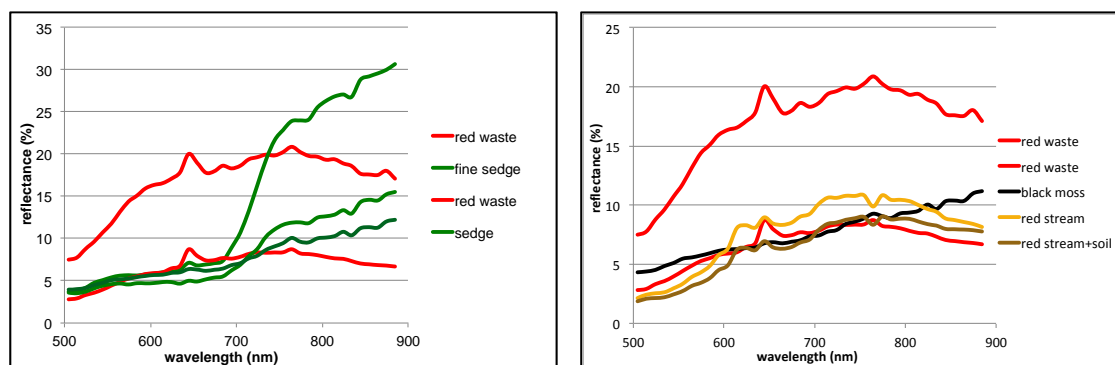 reflectance (%)
35
30
25
20
15
10
5
0
500
600
700
800
900
wavelength (nm)
red waste
fine sedge
red waste
sedge
reflectance (%)
25
20
15
10
5
0
500
600
700
800
900
wavelength (nm)
red waste
red waste
black moss
red stream
red stream+soil